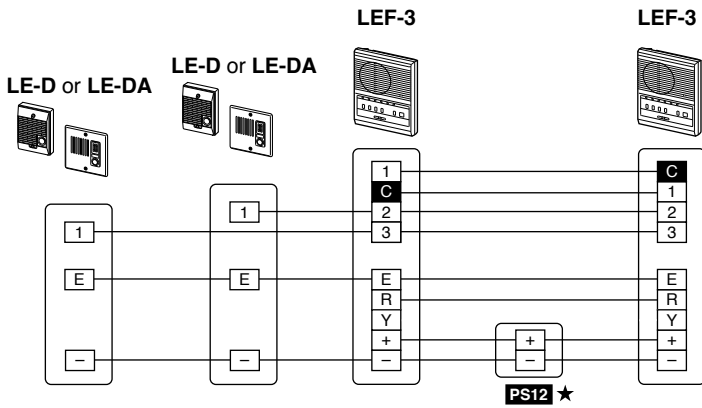 LEF-3
LEF-3
LE-D or LE-DA
LE-D or LE-DA
1
C
C
1
1
2
2
1
3
3
E
E
E
E
R
R
Y
Y
+
+
+
–
–
–
–
–
PS12 ★